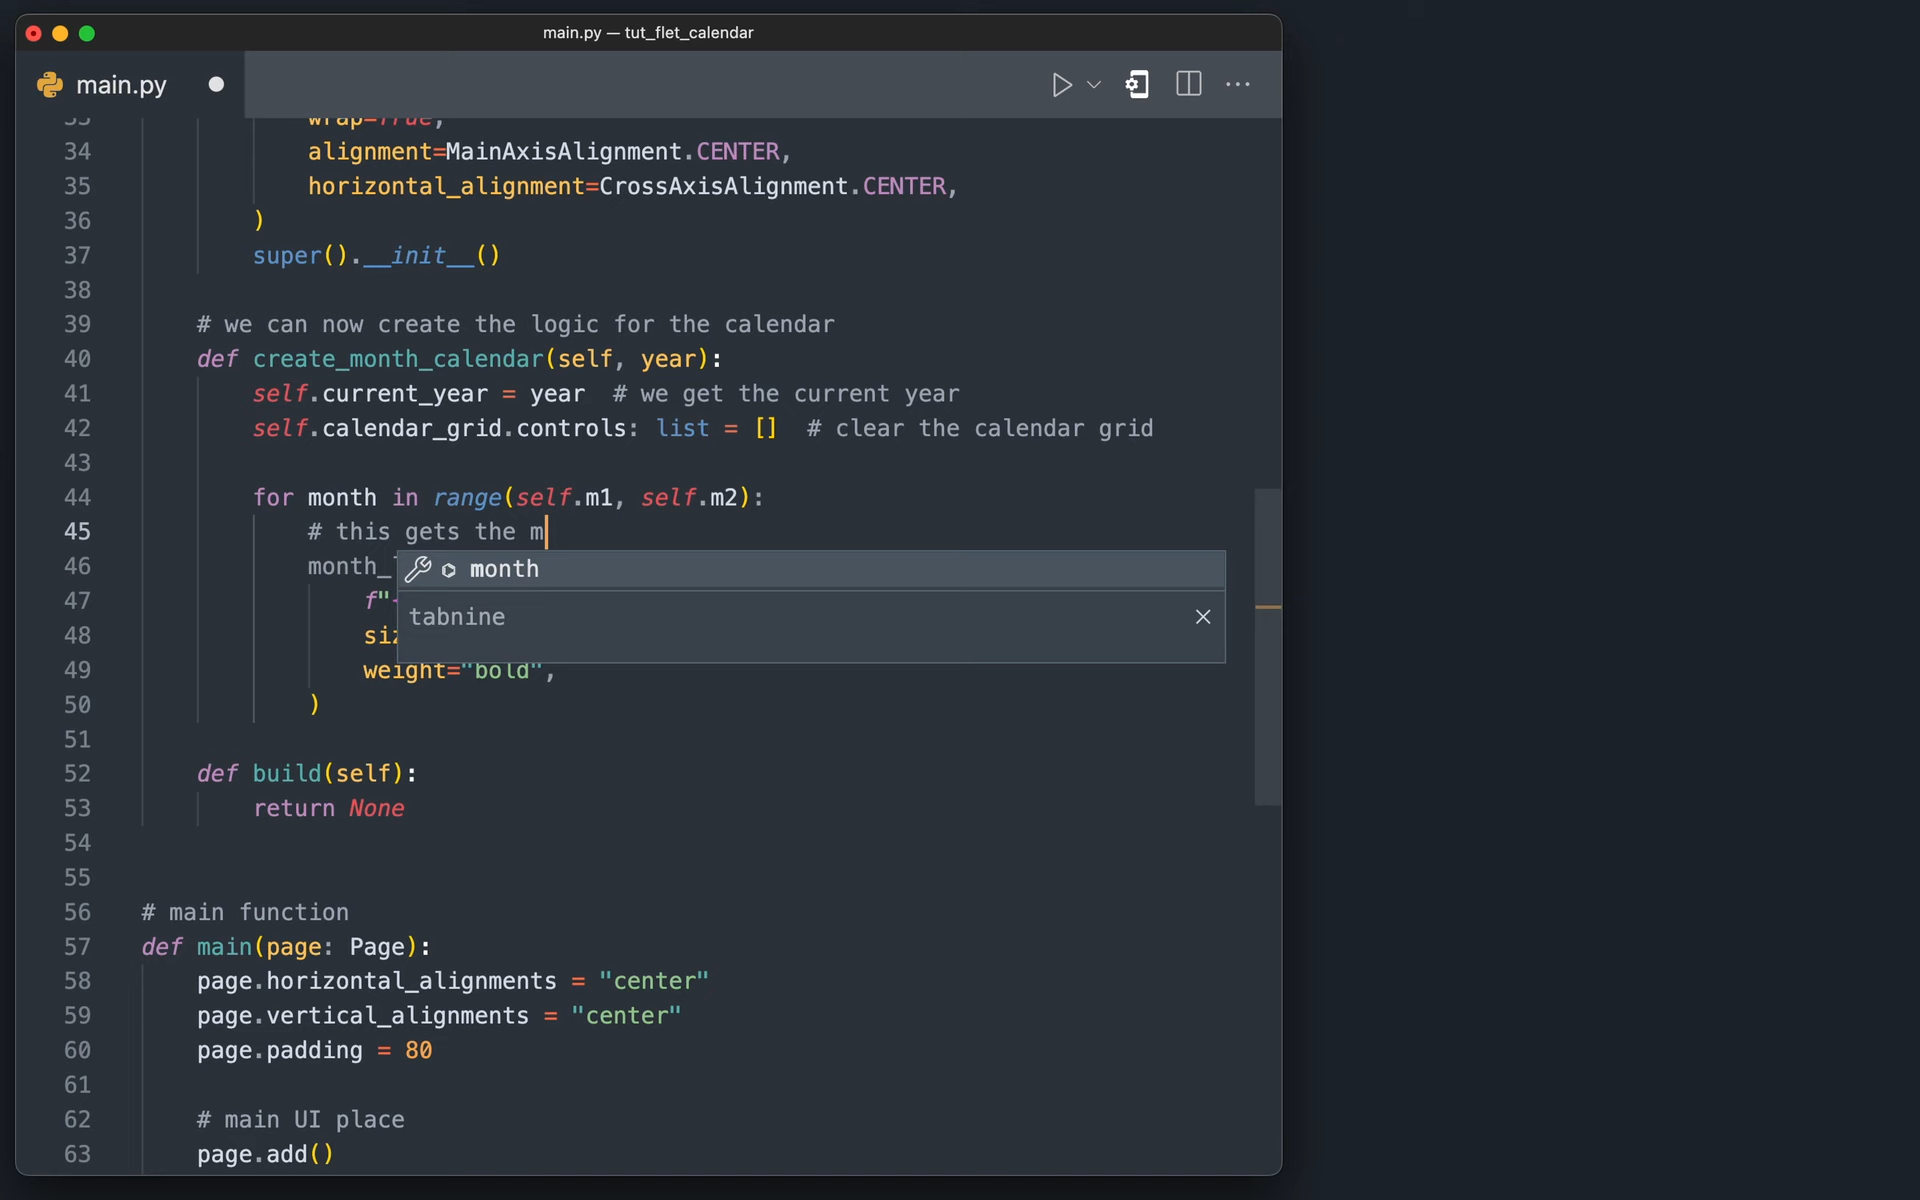 main.py — tut_flet_calendar
main.py
33 wrap=True,
34 alignment=MainAxisAlignment.CENTER,
35 horizontal_alignment=CrossAxisAlignment.CENTER,
36 )
37 super().__init__()
38
39 # we can now create the logic for the calendar
40 def create_month_calendar(self, year):
41 self.current_year = year # we get the current year
42 self.calendar_grid.controls: list = [] # clear the calendar grid
43
44 for month in range(self.m1, self.m2):
45 # this gets the m
46 month_
month
47 f"
tabnine
48 siz
49 weight="bold",
50 )
51
52 def build(self):
53 return None
54
55
56 # main function
57 def main(page: Page):
58 page.horizontal_alignments = "center"
59 page.vertical_alignments = "center"
60 page.padding = 80
61
62 # main UI place
63 page.add()